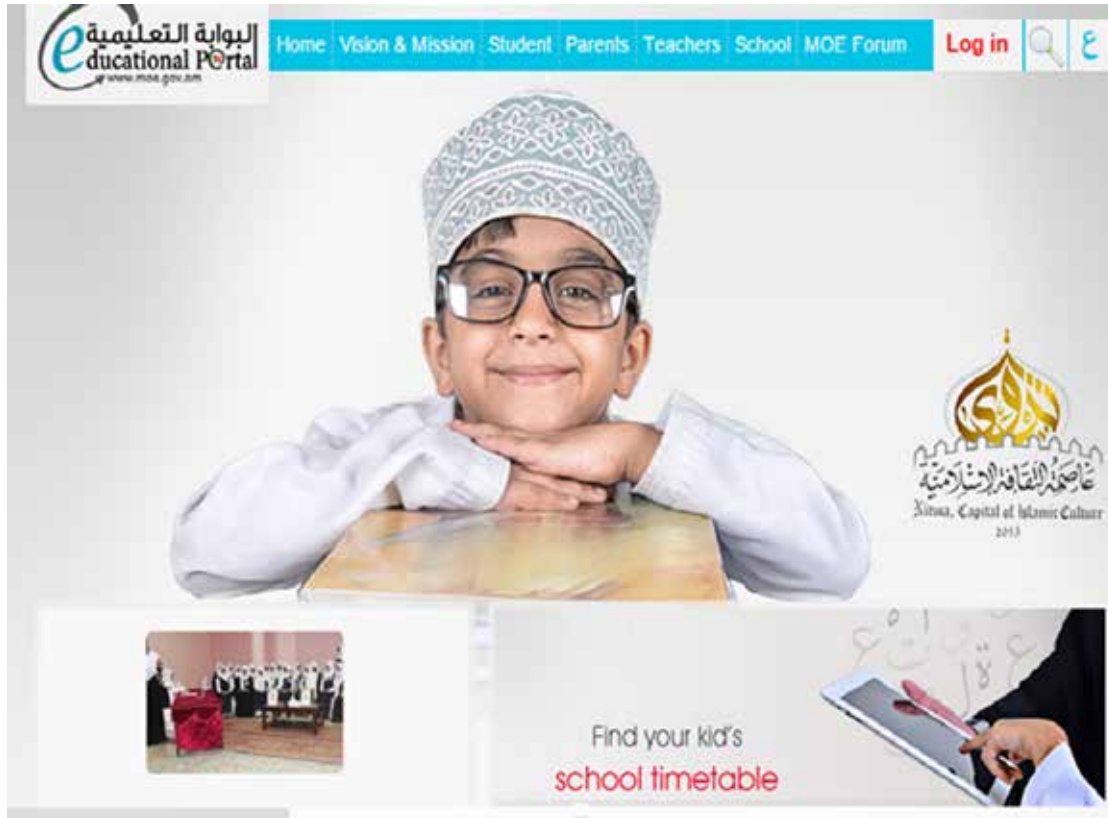 البوابة التعليمية
educational Portal
www.moe.gov.om
Home Vision & Mission Student Parents Teachers School MOE Forum Log in ع
نزوى
عاصمة الثقافة الإسلامية
Nizwa, Capital of Islamic Culture
2015
Find your kid's
school timetable